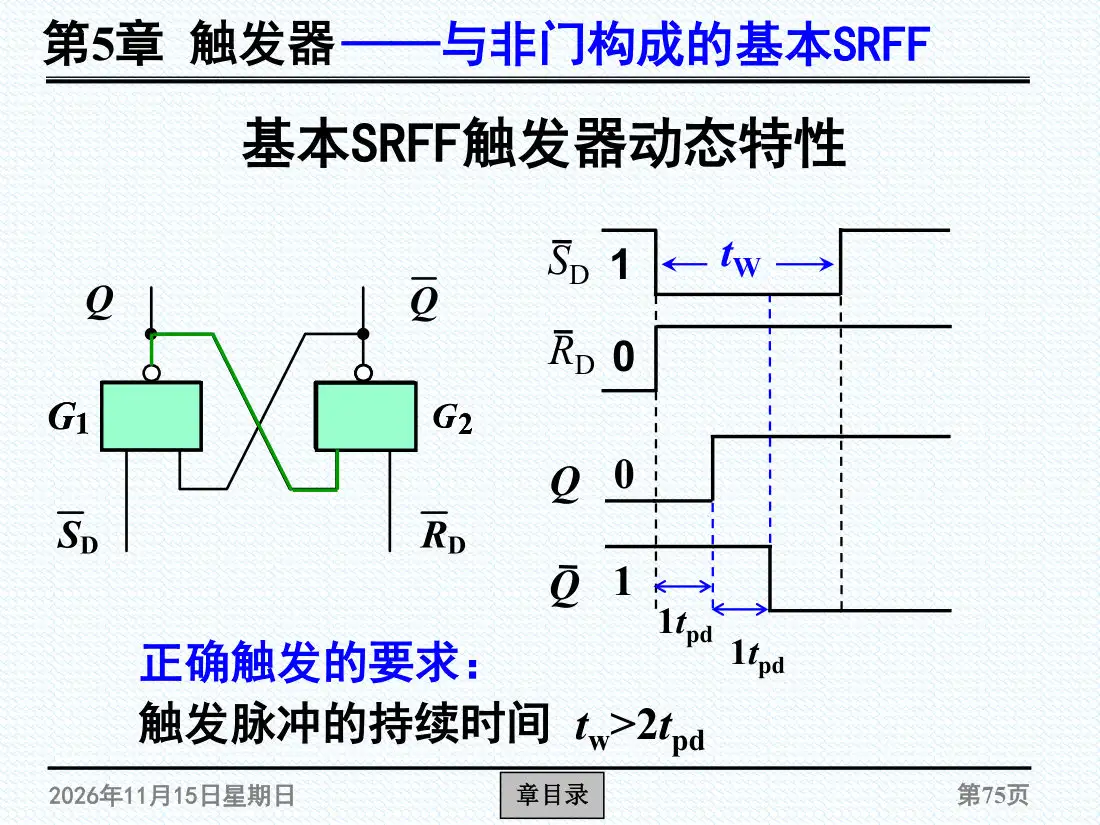 第5章 触发器——与非门构成的基本SRFF
基本SRFF触发器动态特性
Q
Q̅
G1
G2
S̅D
R̅D
S̅D 1
tW
R̅D 0
Q 0
Q̅ 1
1tpd
1tpd
正确触发的要求：
触发脉冲的持续时间 tw>2tpd
2026年11月15日星期日
章目录
第75页